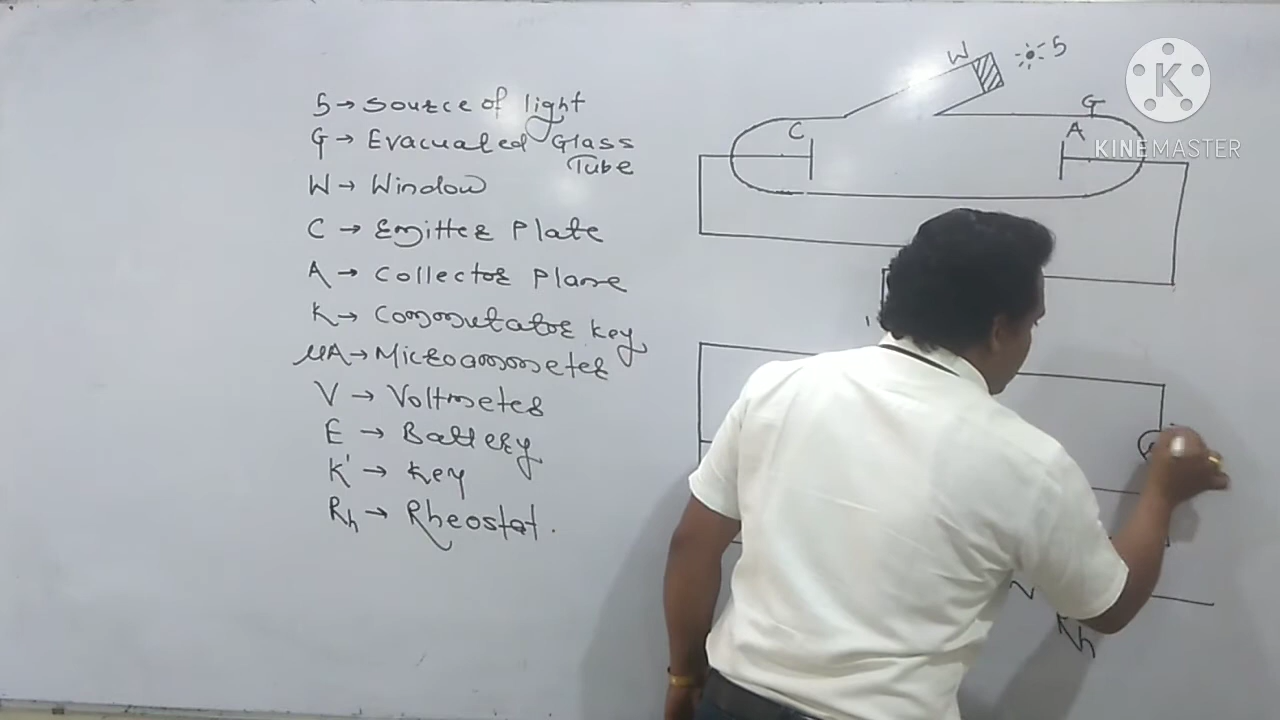 S → Source of light
G → Evacuated Glass
Tube
W → Window
C → Emitter Plate
A → Collector Plane
K → Commutator Key
μA → Microammeter
V → Voltmeter
E → Battery
K' → Key
Rh → Rheostat.
W
S
G
C
A
Rh
K
KINEMASTER